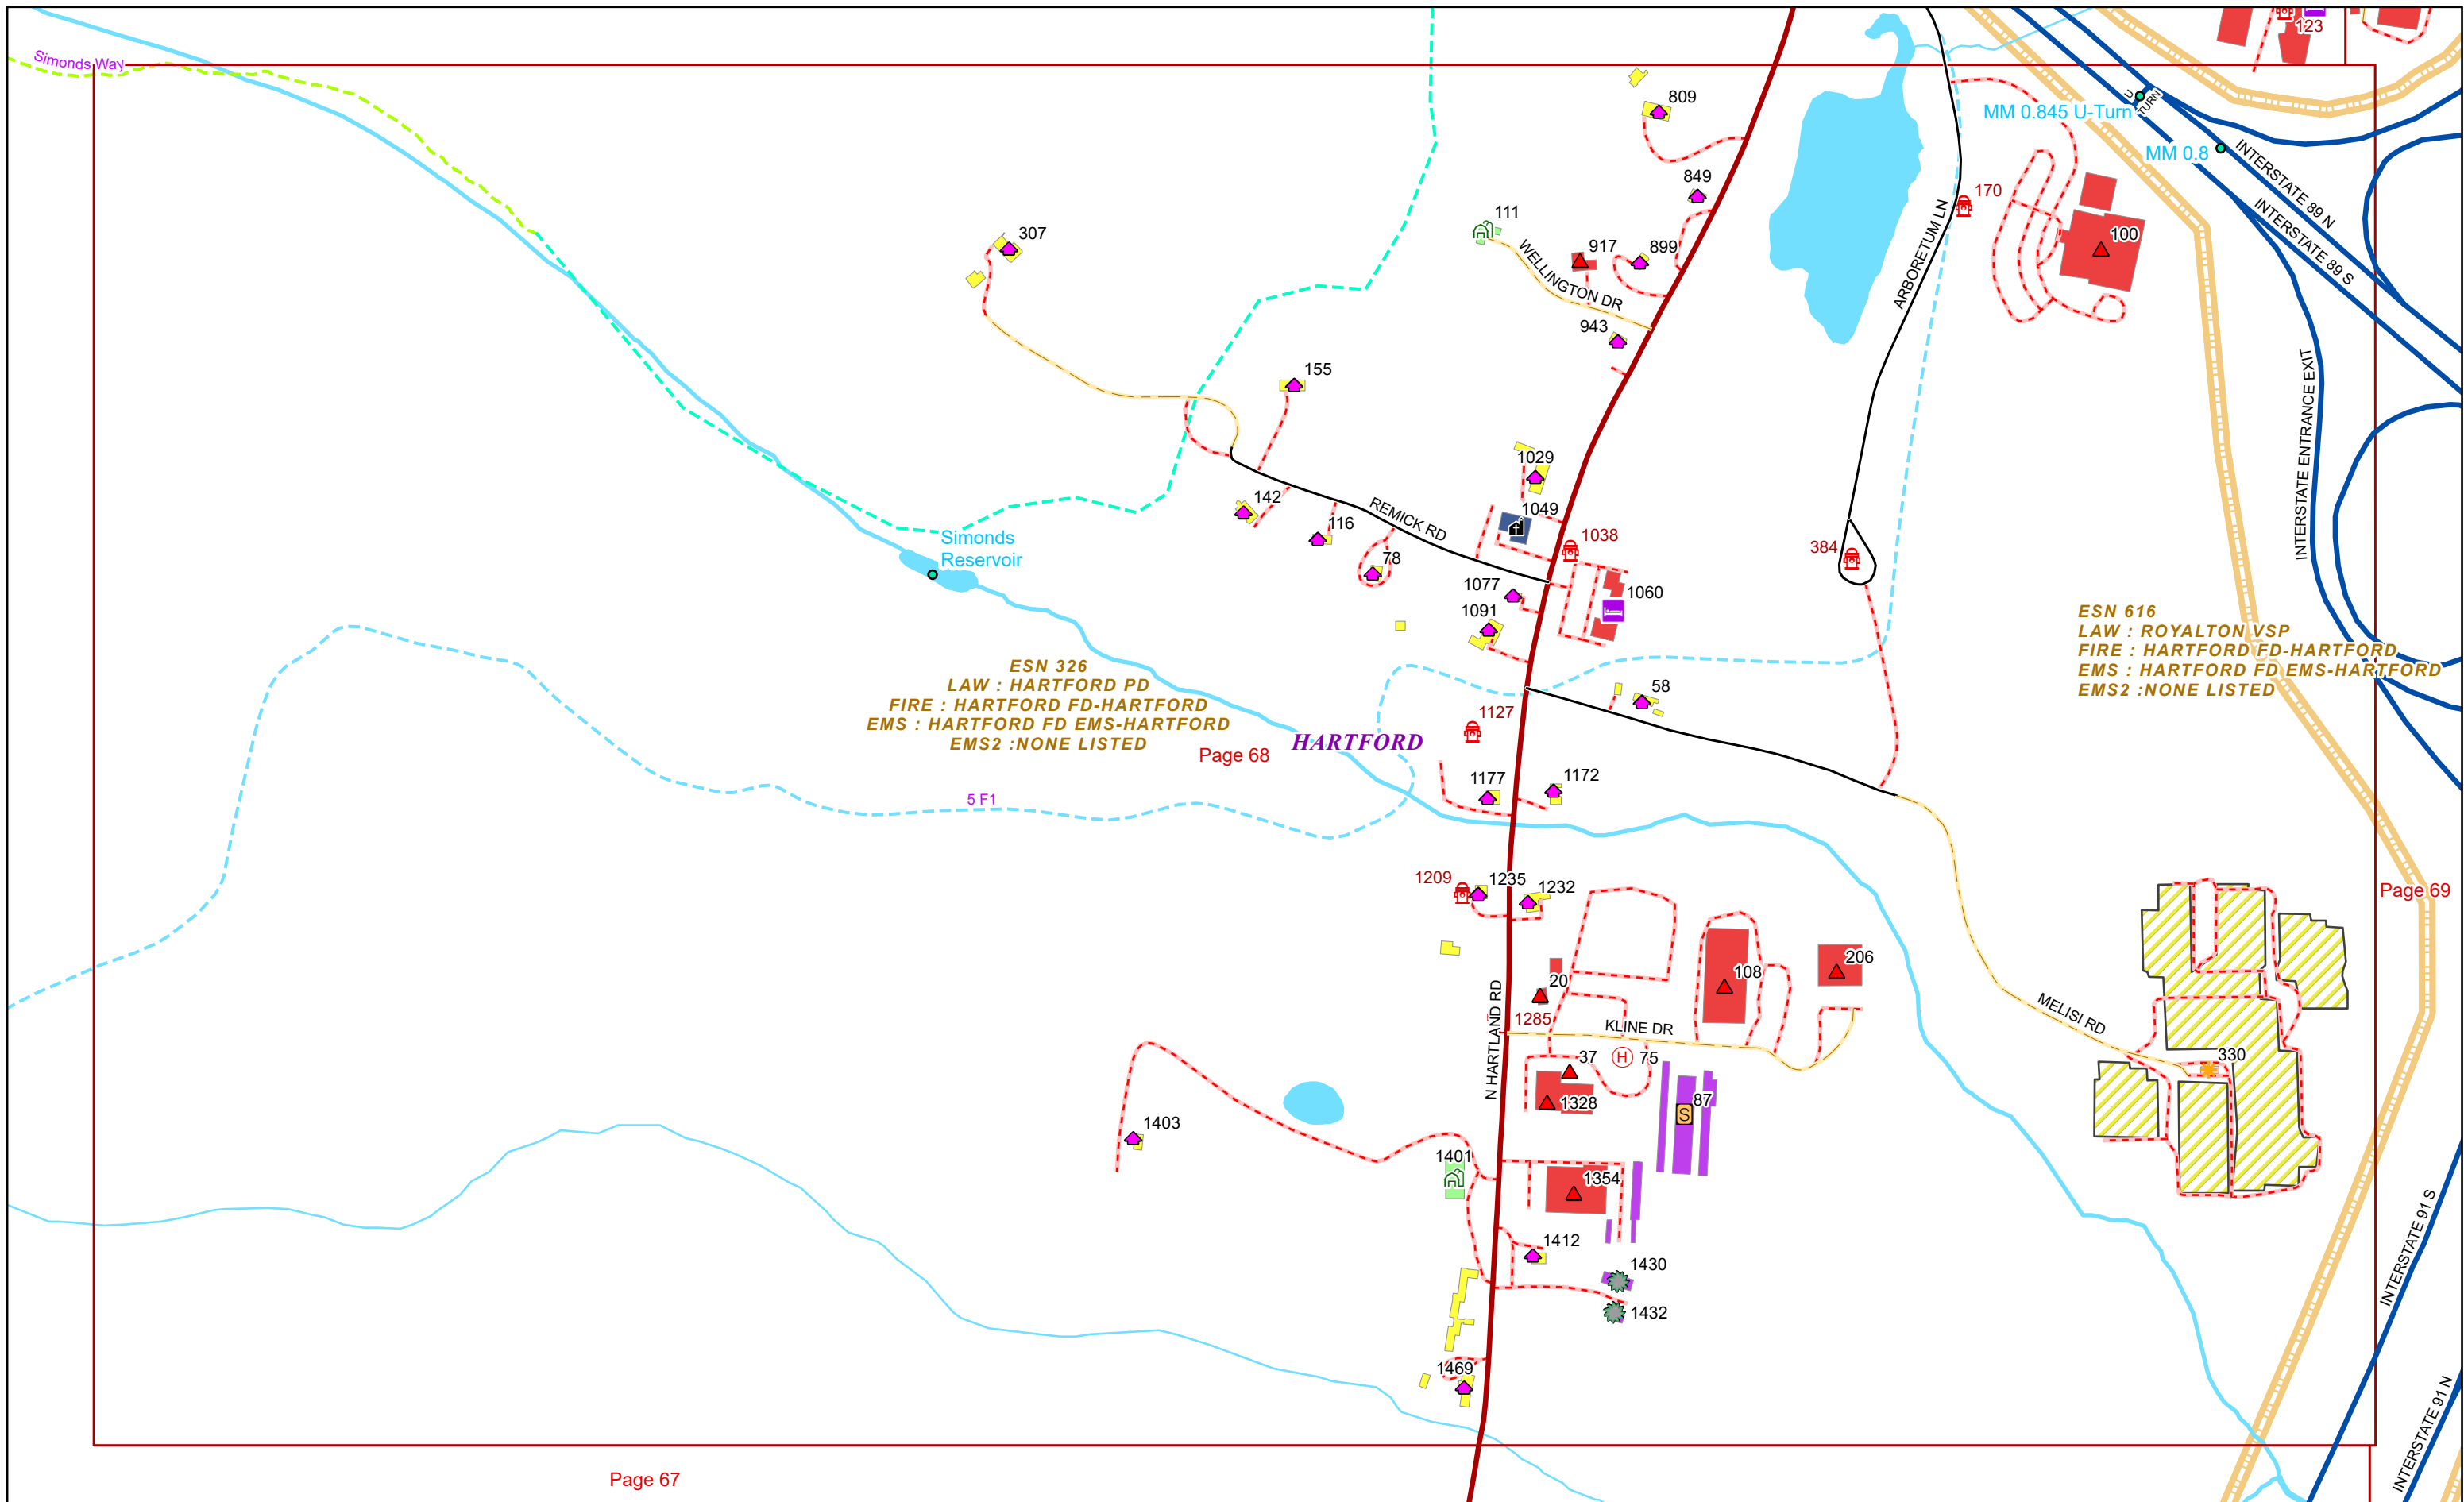 123
Simonds Way
809
U
TURN
MM 0.845 U-Turn
MM 0.8
INTERSTATE 89 N
INTERSTATE 89 S
849
170
111
917
899
100
307
WELLINGTON DR
ARBORETUM LN
943
155
INTERSTATE ENTRANCE EXIT
1029
142
116
REMICK RD
1049
1038
384
Simonds
Reservoir
78
1077
1060
1091
ESN 616
LAW : ROYALTON VSP
FIRE : HARTFORD FD-HARTFORD
EMS : HARTFORD FD EMS-HARTFORD
EMS2 :NONE LISTED
ESN 326
LAW : HARTFORD PD
FIRE : HARTFORD FD-HARTFORD
EMS : HARTFORD FD EMS-HARTFORD
EMS2 :NONE LISTED
58
1127
HARTFORD
Page 68
1177
1172
5 F1
1209
1235
1232
Page 69
108
206
20
N HARTLAND RD
1285
KLINE DR
MELISI RD
37
H
75
330
1328
S
87
1403
1401
1354
INTERSTATE 91 S
1412
1430
1432
1469
INTERSTATE 91 N
Page 67